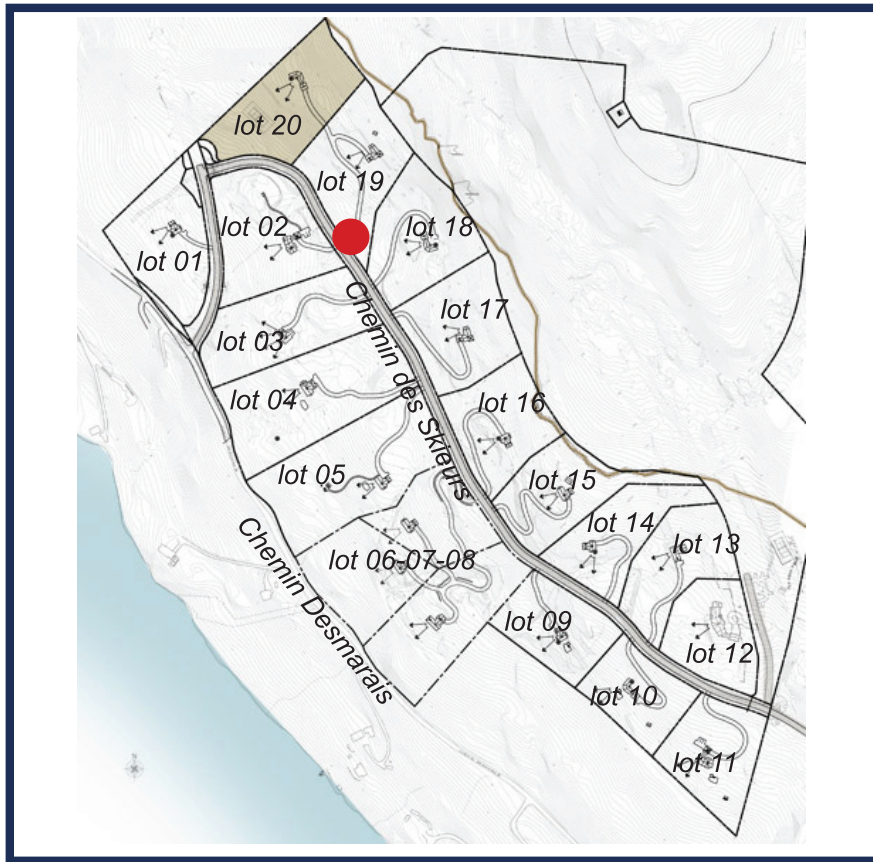 lot 20
lot 19
lot 02
lot 18
lot 01
lot 17
lot 03
Chemin des Skieurs
lot 04
lot 16
lot 05
lot 15
lot 14
lot 13
Chemin Desmarais
lot 06-07-08
lot 09
lot 12
lot 10
lot 11